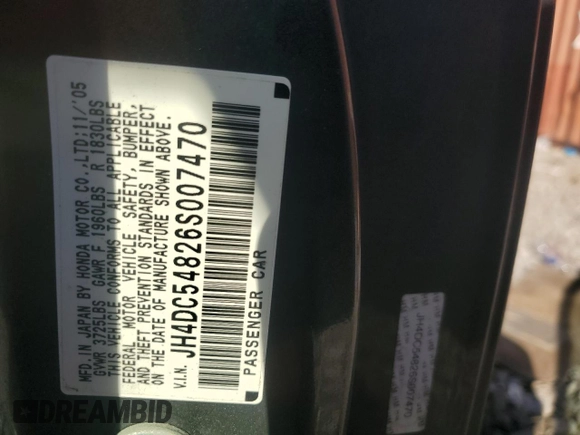 MFD. IN JAPAN BY HONDA MOTOR CO.,LTD:11/'05
GVWR 3725LBS GAWR F 1960LBS R 1830LBS
THIS VEHICLE CONFORMS TO ALL APPLICABLE
FEDERAL MOTOR VEHICLE SAFETY, BUMPER,
AND THEFT PREVENTION STANDARDS IN EFFECT
ON THE DATE OF MANUFACTURE SHOWN ABOVE.
V.I.N. JH4DC54826S007470
PASSENGER CAR
JH4DC54826S007470
DREAMBID